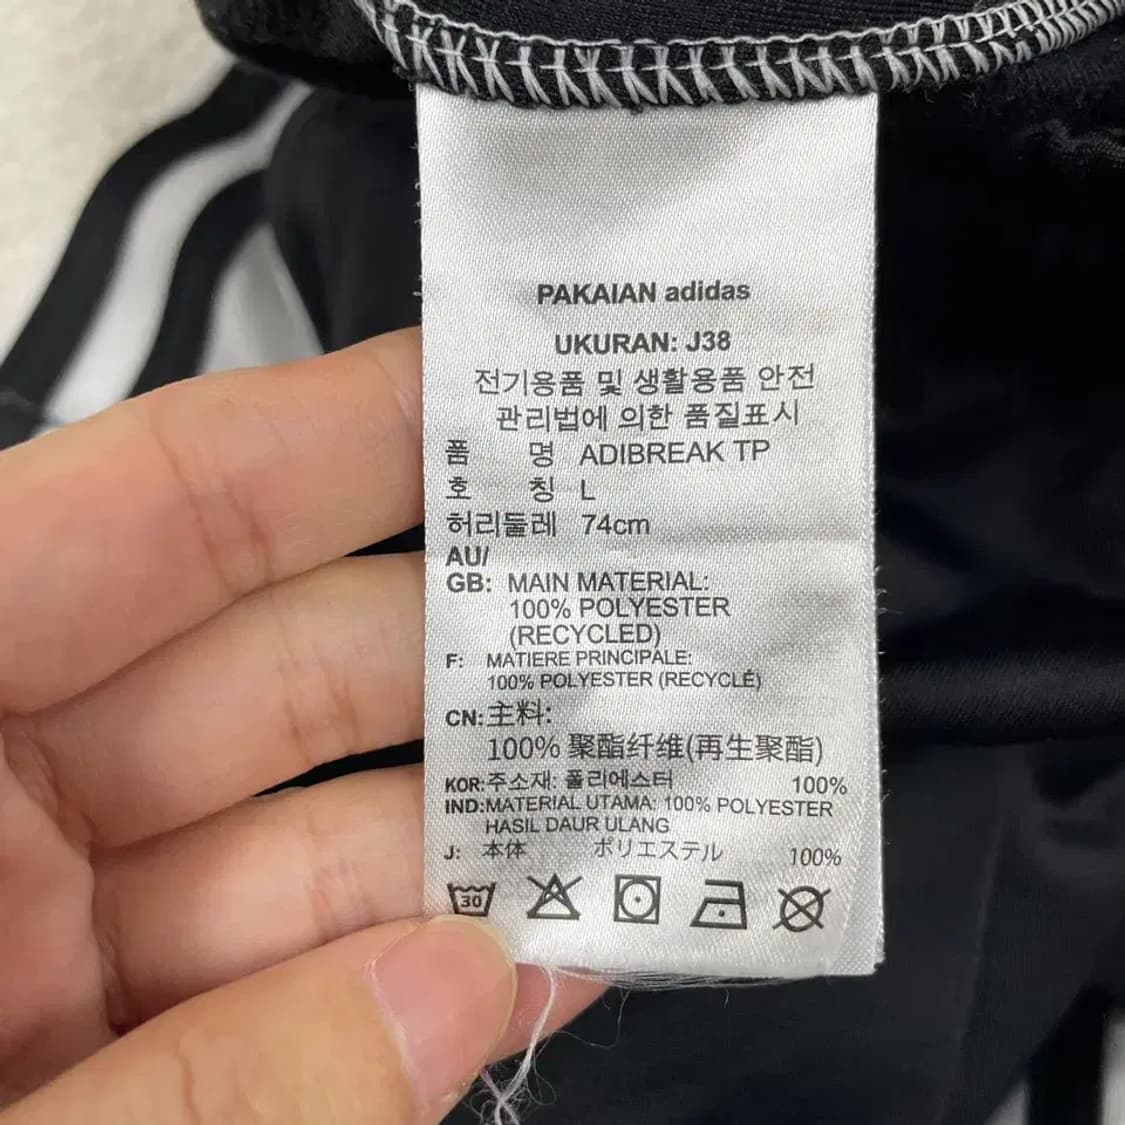 PAKAIAN adidas
UKURAN: J38
전기용품 및 생활용품 안전
관리법에 의한 품질표시
품 명 ADIBREAK TP
호 칭 L
허리둘레 74cm
AU/
GB: MAIN MATERIAL:
100% POLYESTER
(RECYCLED)
F: MATIERE PRINCIPALE:
100% POLYESTER (RECYCLÉ)
CN: 主料:
100% 聚酯纤维(再生聚酯)
KOR: 주소재: 폴리에스터 100%
IND: MATERIAL UTAMA: 100% POLYESTER
HASIL DAUR ULANG
J: 本体 ポリエステル 100%
30